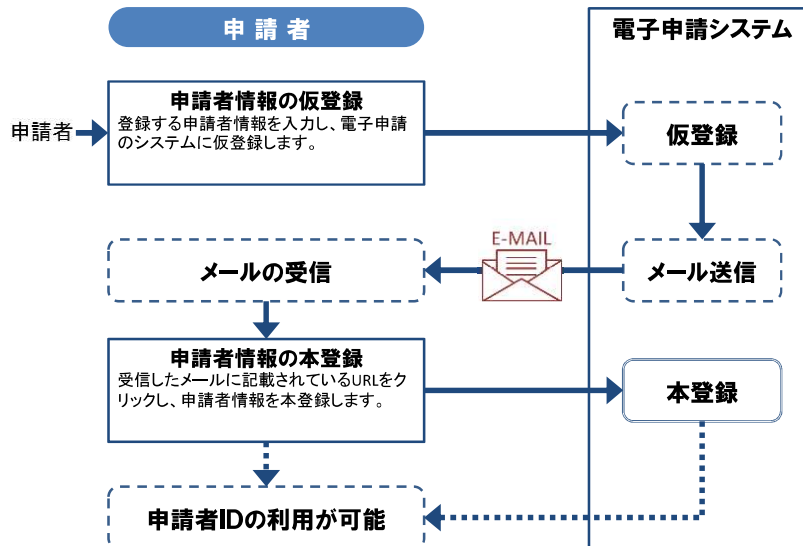 申請者
電子申請システム
申請者
申請者情報の仮登録
登録する申請者情報を入力し、電子申請
のシステムに仮登録します。
仮登録
E-MAIL
メールの受信
メール送信
申請者情報の本登録
受信したメールに記載されているURLをク
リックし、申請者情報を本登録します。
本登録
申請者IDの利用が可能